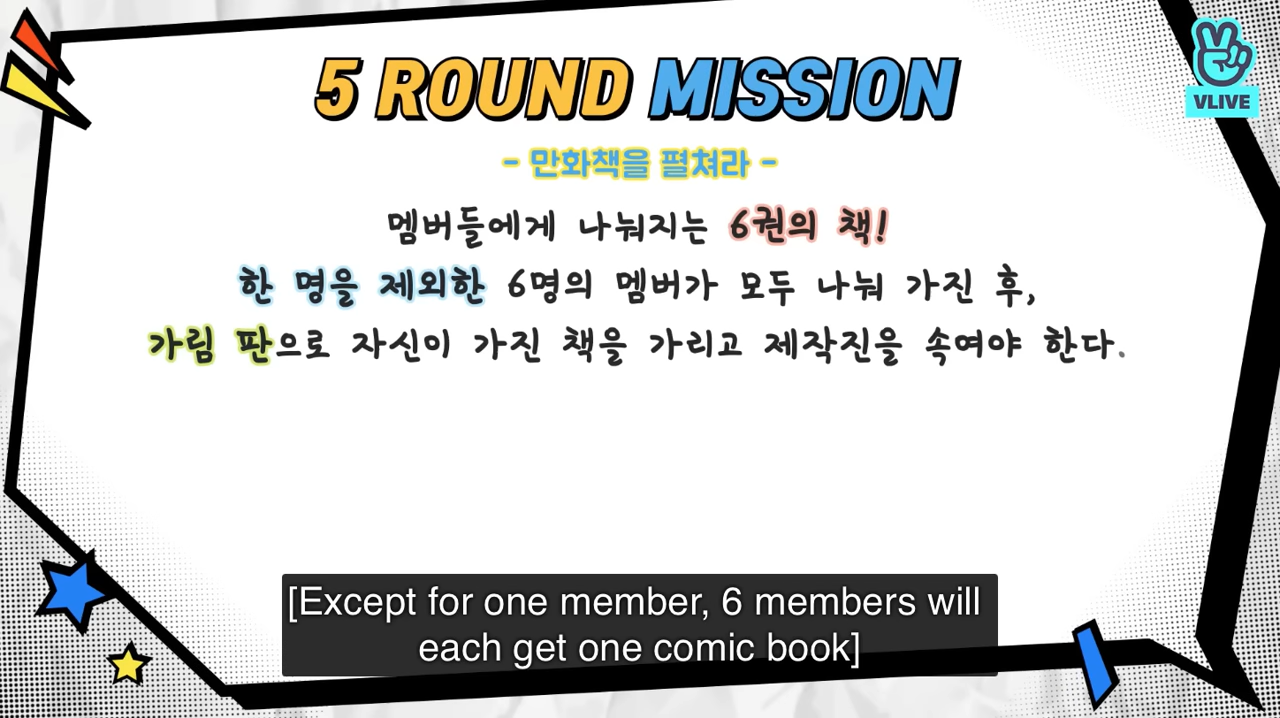 5 ROUND MISSION
VLIVE
- 만화책을 펼쳐라 -
멤버들에게 나눠지는 6권의 책!
한 명을 제외한 6명의 멤버가 모두 나눠 가진 후,
가림 판으로 자신이 가진 책을 가리고 제작진을 속여야 한다.
[Except for one member, 6 members will
each get one comic book]